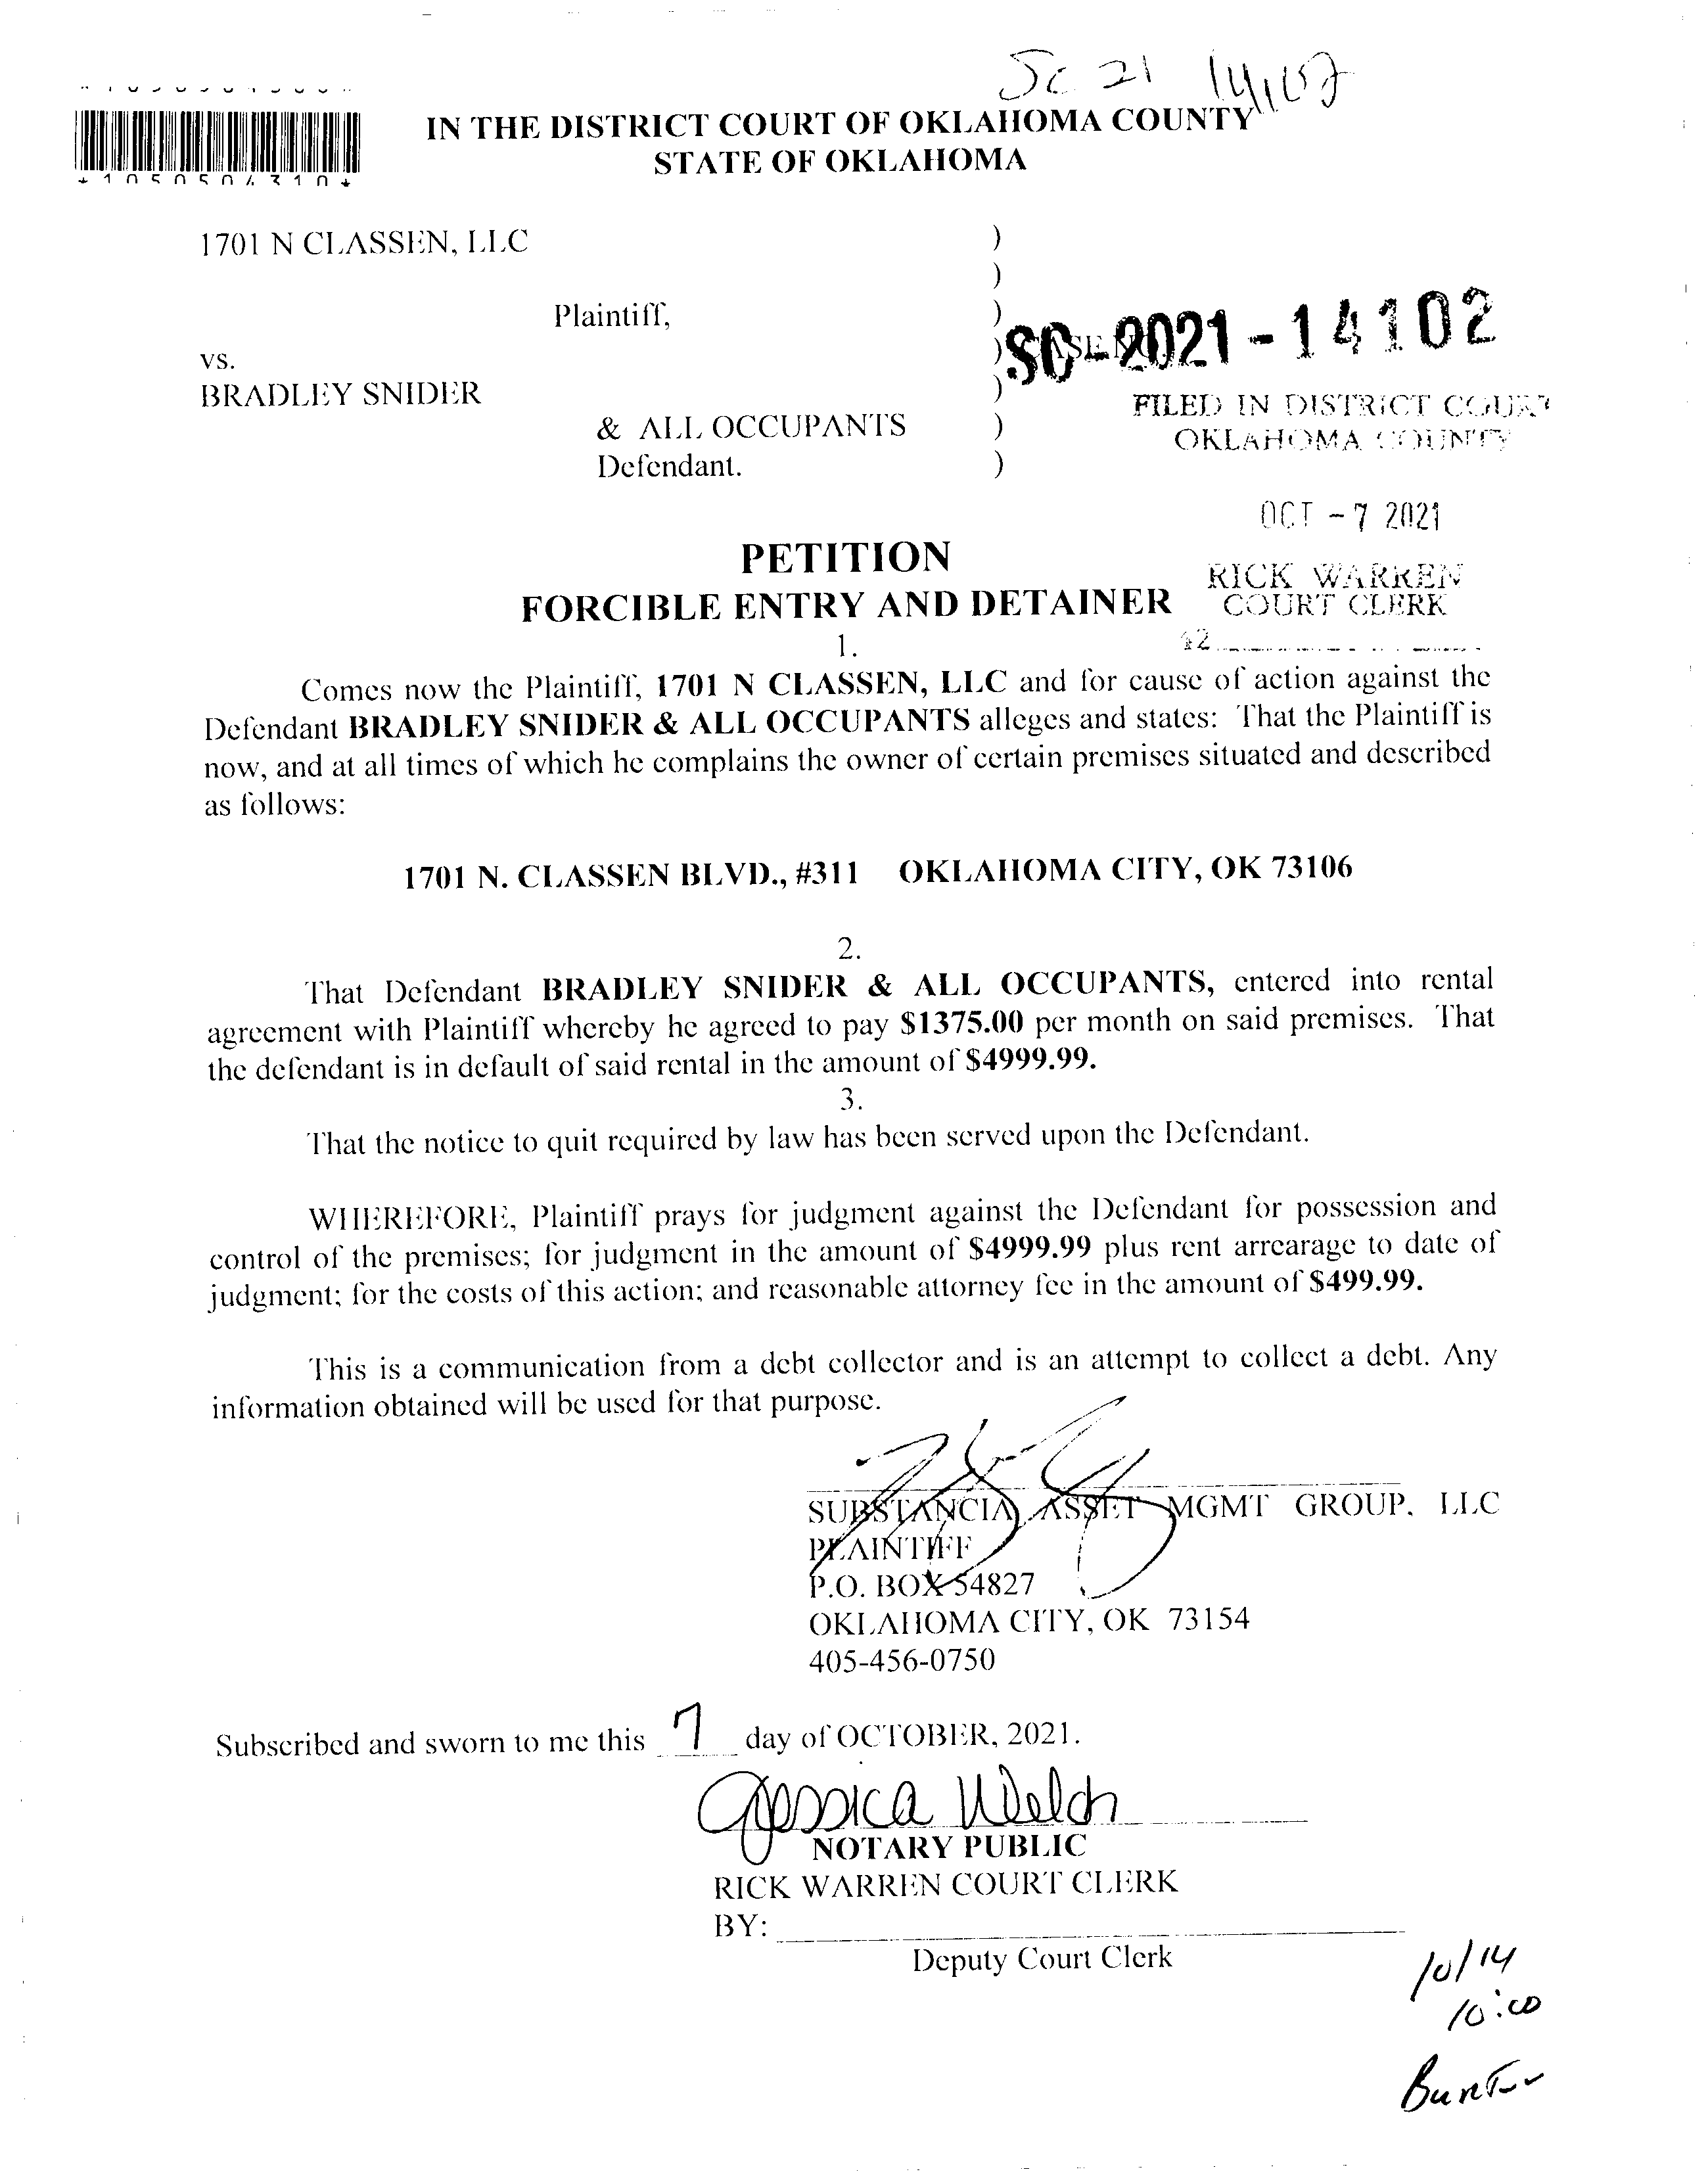 SC 21 14102
*1050504310*
IN THE DISTRICT COURT OF OKLAHOMA COUNTY
STATE OF OKLAHOMA
1701 N CLASSEN, LLC )
)
Plaintiff, )
vs. ) SC-2021-14102
BRADLEY SNIDER )
& ALL OCCUPANTS )
Defendant. )
FILED IN DISTRICT COURT
OKLAHOMA COUNTY
OCT - 7 2021
PETITION
FORCIBLE ENTRY AND DETAINER
RICK WARREN
COURT CLERK
42
1.
Comes now the Plaintiff, 1701 N CLASSEN, LLC and for cause of action against the
Defendant BRADLEY SNIDER & ALL OCCUPANTS alleges and states: That the Plaintiff is
now, and at all times of which he complains the owner of certain premises situated and described
as follows:
1701 N. CLASSEN BLVD., #311 OKLAHOMA CITY, OK 73106
2.
That Defendant BRADLEY SNIDER & ALL OCCUPANTS, entered into rental
agreement with Plaintiff whereby he agreed to pay $1375.00 per month on said premises. That
the defendant is in default of said rental in the amount of $4999.99.
3.
That the notice to quit required by law has been served upon the Defendant.
WHEREFORE, Plaintiff prays for judgment against the Defendant for possession and
control of the premises; for judgment in the amount of $4999.99 plus rent arrearage to date of
judgment; for the costs of this action; and reasonable attorney fee in the amount of $499.99.
This is a communication from a debt collector and is an attempt to collect a debt. Any
information obtained will be used for that purpose.
SUBSTANCIA ASSET MGMT GROUP, LLC
PLAINTIFF
P.O. BOX 54827
OKLAHOMA CITY, OK 73154
405-456-0750
Subscribed and sworn to me this 7 day of OCTOBER, 2021.
Jessica Welch
NOTARY PUBLIC
RICK WARREN COURT CLERK
BY:
Deputy Court Clerk
10/14
10:00